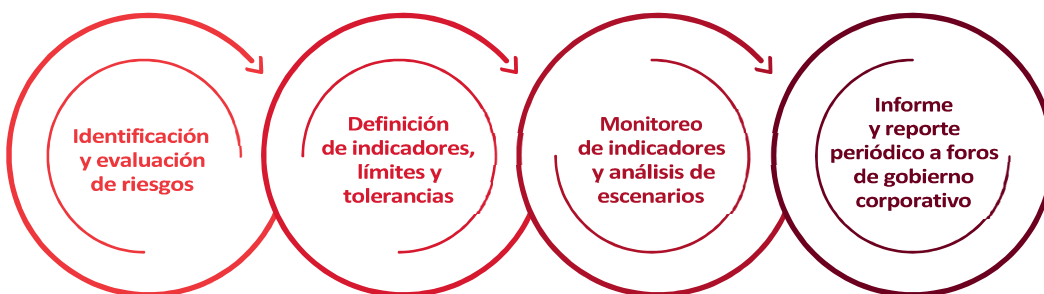 Identificación
y evaluación
de riesgos
Definición
de indicadores,
límites y
tolerancias
Monitoreo
de indicadores
y análisis de
escenarios
Informe
y reporte
periódico a foros
de gobierno
corporativo